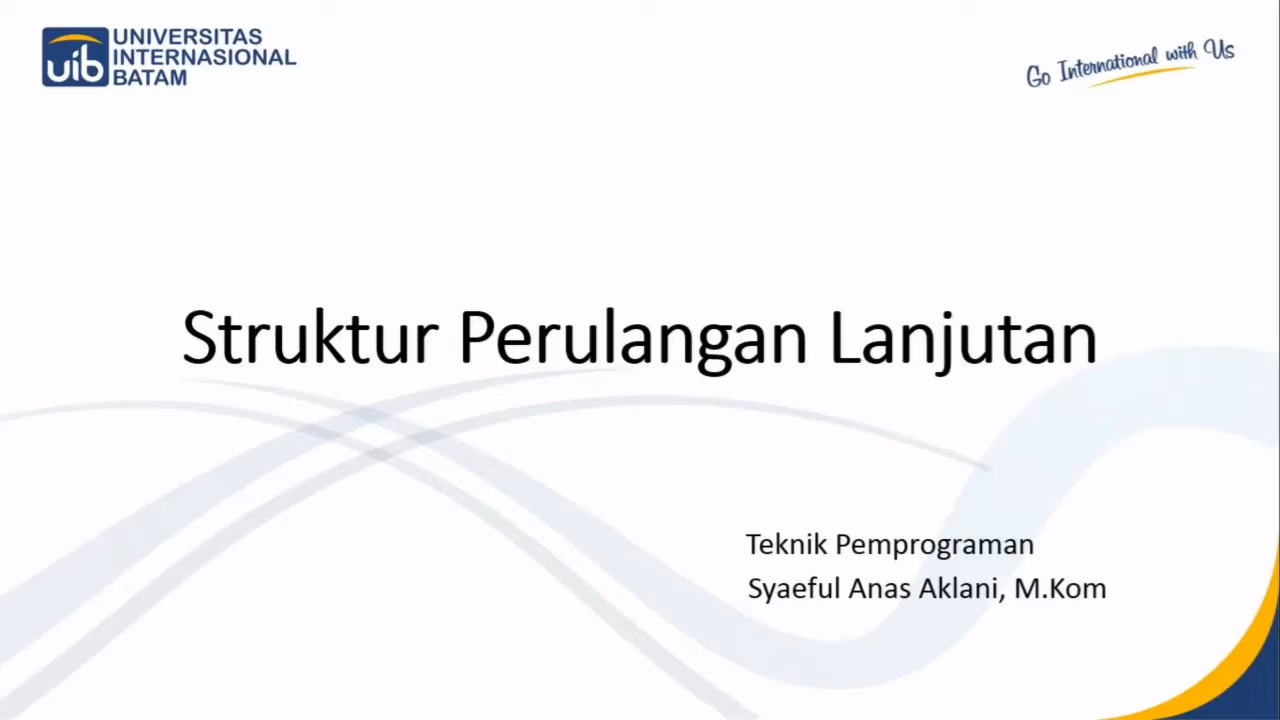 uib
UNIVERSITAS
INTERNASIONAL
BATAM
Go International with Us
Struktur Perulangan Lanjutan
Teknik Pemprograman
Syaeful Anas Aklani, M.Kom